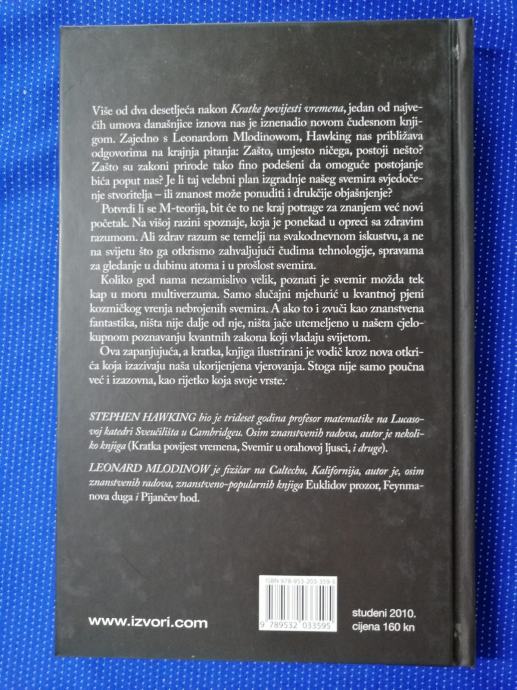 Više od dva desetljeća nakon Kratke povijesti vremena, jedan od najve-
ćih umova današnjice iznova nas je iznenadio novom čudesnom knji-
gom. Zajedno s Leonardom Mlodinowom, Hawking nas približava
odgovorima na krajnja pitanja: Zašto, umjesto ničega, postoji nešto?
Zašto su zakoni prirode tako fino podešeni da omoguće postojanje
bića poput nas? Je li taj velebni plan izgradnje našeg svemira svjedoče-
nje stvoritelja – ili znanost može ponuditi i drukčije objašnjenje?
Potvrdi li se M-teorija, bit će to ne kraj potrage za znanjem već novi
početak. Na višoj razini spoznaje, koja je ponekad u opreci sa zdravim
razumom. Ali zdrav razum se temelji na svakodnevnom iskustvu, a ne
na svijetu što ga otkrismo zahvaljujući čudima tehnologije, spravama
za gledanje u dubinu atoma i u prošlost svemira.
Koliko god nama nezamislivo velik, poznati je svemir možda tek
kap u moru multiverzuma. Samo slučajni mjehurić u kvantnoj pjeni
kozmičkog vrenja nebrojenih svemira. A ako to i zvuči kao znanstvena
fantastika, ništa nije dalje od nje, ništa jače utemeljeno u našem cjelo-
kupnom poznavanju kvantnih zakona koji vladaju svijetom.
Ova zapanjujuća, a kratka, knjiga ilustrirani je vodič kroz nova otkri-
ća koja izazivaju naša ukorijenjena vjerovanja. Stoga nije samo poučna
već i izazovna, kao rijetko koja svoje vrste.
STEPHEN HAWKING bio je trideset godina profesor matematike na Lucaso-
voj katedri Sveučilišta u Cambridgeu. Osim znanstvenih radova, autor je nekoli-
ko knjiga (Kratka povijest vremena, Svemir u orahovoj ljusci, i druge).
LEONARD MLODINOW je fizičar na Caltechu, Kalifornija, autor je, osim
znanstvenih radova, znanstveno-popularnih knjiga Euklidov prozor, Feynma-
nova duga i Pijančev hod.
ISBN 978-953-203-359-5
9 789532 033595
www.izvori.com
studeni 2010.
cijena 160 kn